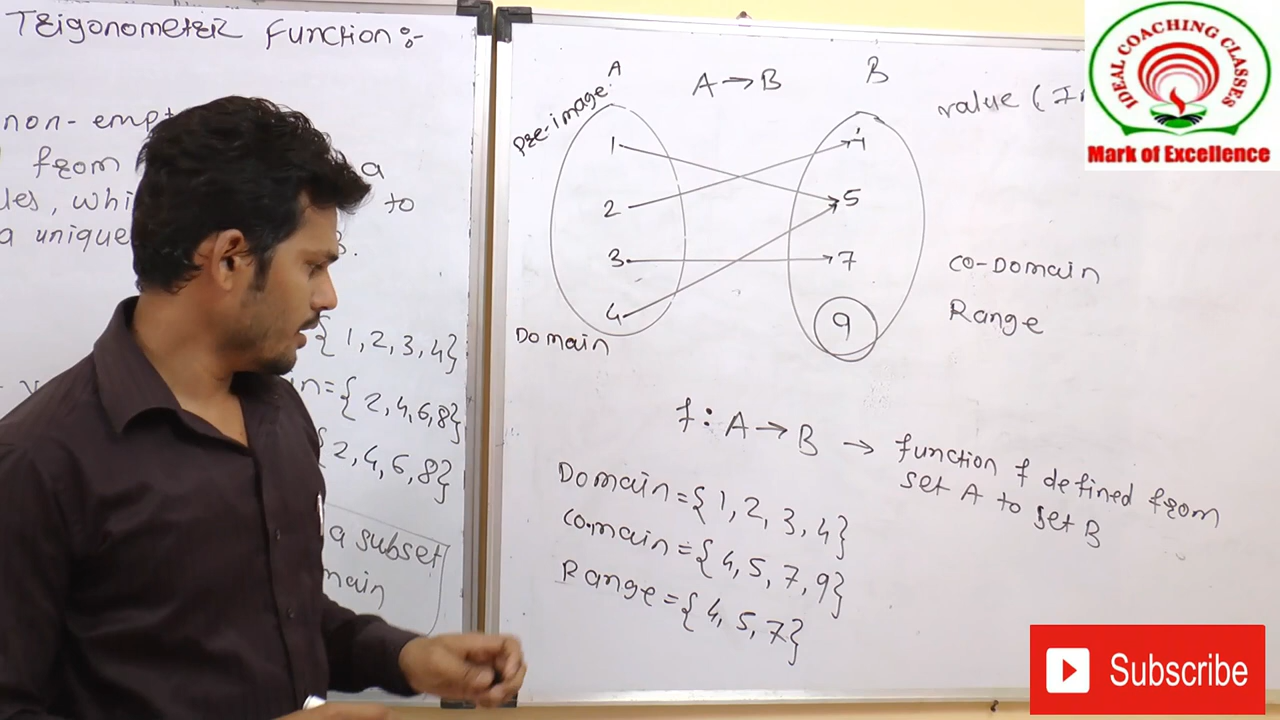 Trigonometric Function:-
non-empt
from a
les, whi to
a unique B.
{1, 2, 3, 4}
in = {2, 4, 6, 8}
{2, 4, 6, 8}
a subset
main
A A → B B
Pre-image
value (I
1 4
2 5
3 7
4 9
Domain
Co-Domain
Range
f: A → B → function f defined from
set A to set B
Domain = {1, 2, 3, 4}
Co.main = {4, 5, 7, 9}
Range = {4, 5, 7}
IDEAL COACHING CLASSES
Mark of Excellence
Subscribe